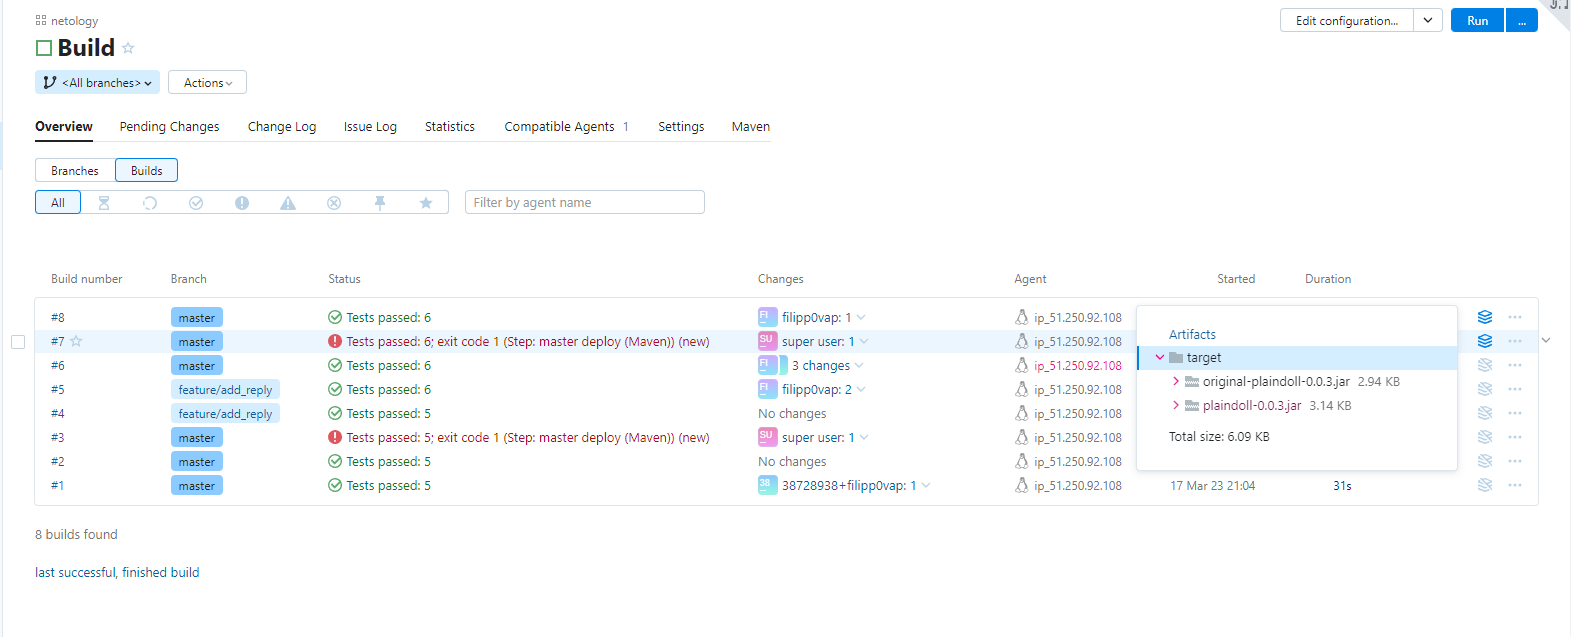 netology
Build
<All branches>
Actions
Edit configuration...
Run
...
Overview
Pending Changes
Change Log
Issue Log
Statistics
Compatible Agents 1
Settings
Maven
Branches
Builds
All
Filter by agent name
Build number Branch Status Changes Agent Started Duration
#8 master Tests passed: 6 FI filipp0vap: 1 ip_51.250.92.108
#7 master Tests passed: 6; exit code 1 (Step: master deploy (Maven)) (new) SU super user: 1 ip_51.250.92.108
#6 master Tests passed: 6 FI 3 changes ip_51.250.92.108
#5 feature/add_reply Tests passed: 6 FI filipp0vap: 2 ip_51.250.92.108
#4 feature/add_reply Tests passed: 5 No changes ip_51.250.92.108
#3 master Tests passed: 5; exit code 1 (Step: master deploy (Maven)) (new) SU super user: 1 ip_51.250.92.108
#2 master Tests passed: 5 No changes ip_51.250.92.108
#1 master Tests passed: 5 38 38728938+filipp0vap: 1 ip_51.250.92.108 17 Mar 23 21:04 31s
Artifacts
target
original-plaindoll-0.0.3.jar 2.94 KB
plaindoll-0.0.3.jar 3.14 KB
Total size: 6.09 KB
8 builds found
last successful, finished build